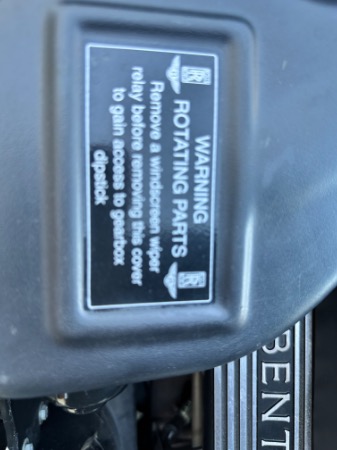 WARNING
ROTATING PARTS
Remove a windscreen wiper
relay before removing this cover
to gain access to gearbox
dipstick
BENT